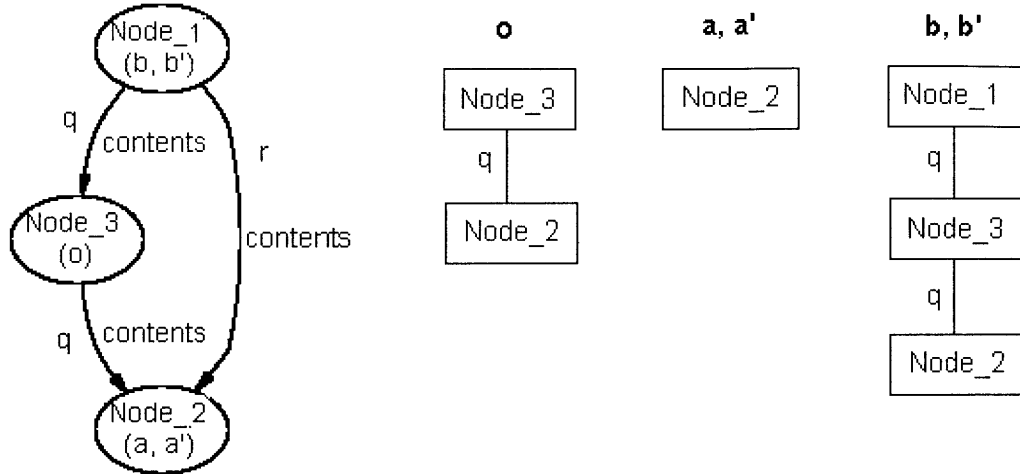 Node_1
(b, b')
q
contents
r
Node_3
(o)
contents
q
contents
Node_2
(a, a')
o
Node_3
q
Node_2
a, a'
Node_2
b, b'
Node_1
q
Node_3
q
Node_2